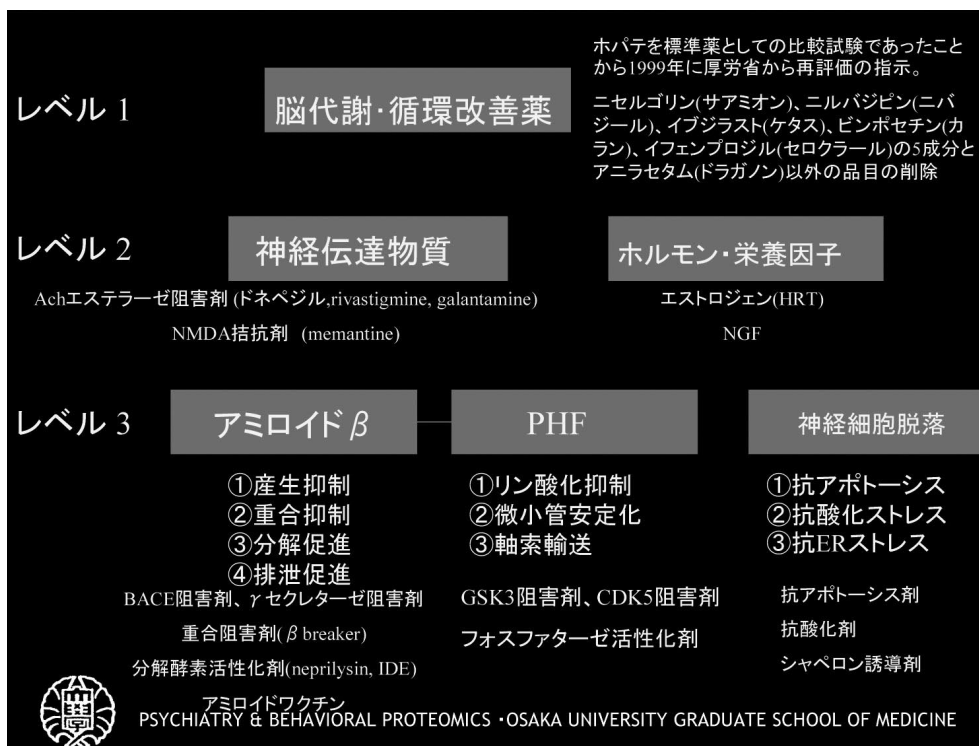 ホパテを標準薬としての比較試験であったこと
から1999年に厚労省から再評価の指示。
レベル 1
脳代謝·循環改善薬
ニセルゴリン(サアミオン)、ニルバジピン(ニバ
ジール)、イブジラスト(ケタス)、ビンポセチン(カ
ラン)、イフェンプロジル(セロクラール)の5成分と
アニラセタム(ドラガノン)以外の品目の削除
レベル 2
神経伝達物質
ホルモン・栄養因子
Achエステラーゼ阻害剤 (ドネペジル,rivastigmine, galantamine)
NMDA拮抗剤 (memantine)
エストロジェン(HRT)
NGF
レベル 3
アミロイドβ
PHF
神経細胞脱落
①産生抑制
②重合抑制
③分解促進
④排泄促進
BACE阻害剤、γセクレターゼ阻害剤
重合阻害剤(βbreaker)
分解酵素活性化剤(neprilysin, IDE)
アミロイドワクチン
①リン酸化抑制
②微小管安定化
③軸索輸送
GSK3阻害剤、CDK5阻害剤
フォスファターゼ活性化剤
①抗アポトーシス
②抗酸化ストレス
③抗ERストレス
抗アポトーシス剤
抗酸化剤
シャペロン誘導剤
PSYCHIATRY & BEHAVIORAL PROTEOMICS ・OSAKA UNIVERSITY GRADUATE SCHOOL OF MEDICINE